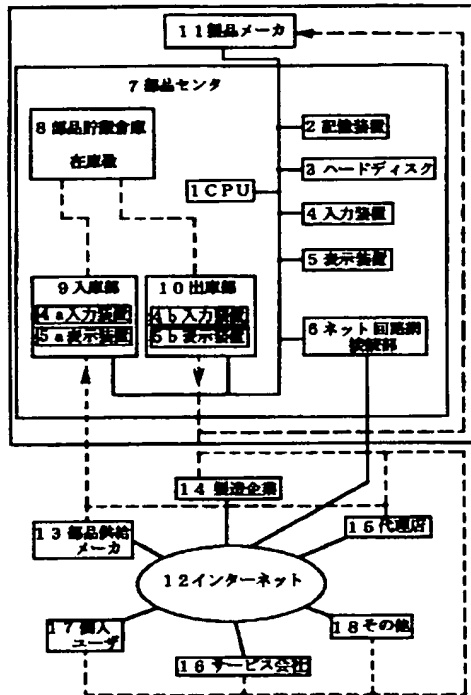 11製品メーカ
7部品センタ
8部品貯蔵倉庫
在庫数
2記憶装置
3ハードディスク
1CPU
4入力装置
5表示装置
9入庫部
4a入力装置
5a表示装置
10出庫部
4b入力装置
5b表示装置
6ネット回路網
接続部
14製造企業
13部品供給
メーカ
15代理店
12インターネット
17個人
ユーザ
18その他
16サービス会社